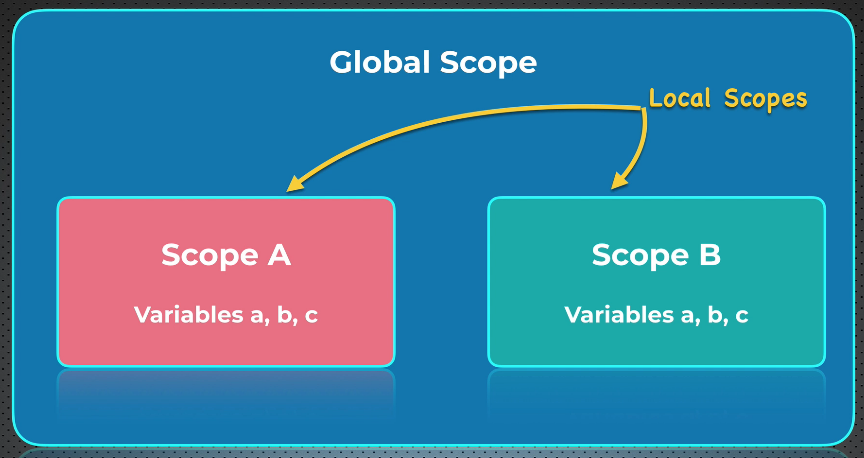 Global Scope
Local Scopes
Scope A
Variables a, b, c
Scope B
Variables a, b, c